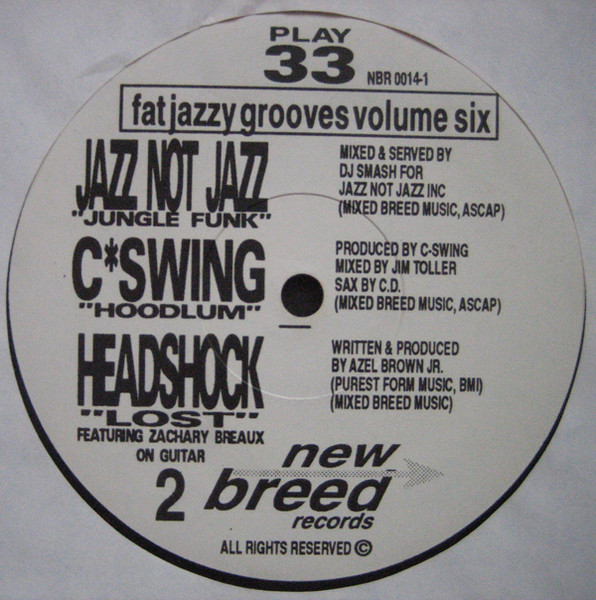 PLAY
33
NBR 0014-1
fat jazzy grooves volume six
JAZZ NOT JAZZ
"JUNGLE FUNK"
MIXED & SERVED BY
DJ SMASH FOR
JAZZ NOT JAZZ INC
(MIXED BREED MUSIC, ASCAP)
C*SWING
"HOODLUM"
PRODUCED BY C-SWING
MIXED BY JIM TOLLER
SAX BY C.D.
(MIXED BREED MUSIC, ASCAP)
HEADSHOCK
"LOST"
FEATURING ZACHARY BREAUX
ON GUITAR
WRITTEN & PRODUCED
BY AZEL BROWN JR.
(PUREST FORM MUSIC, BMI)
(MIXED BREED MUSIC)
2
new
breed
records
ALL RIGHTS RESERVED ©